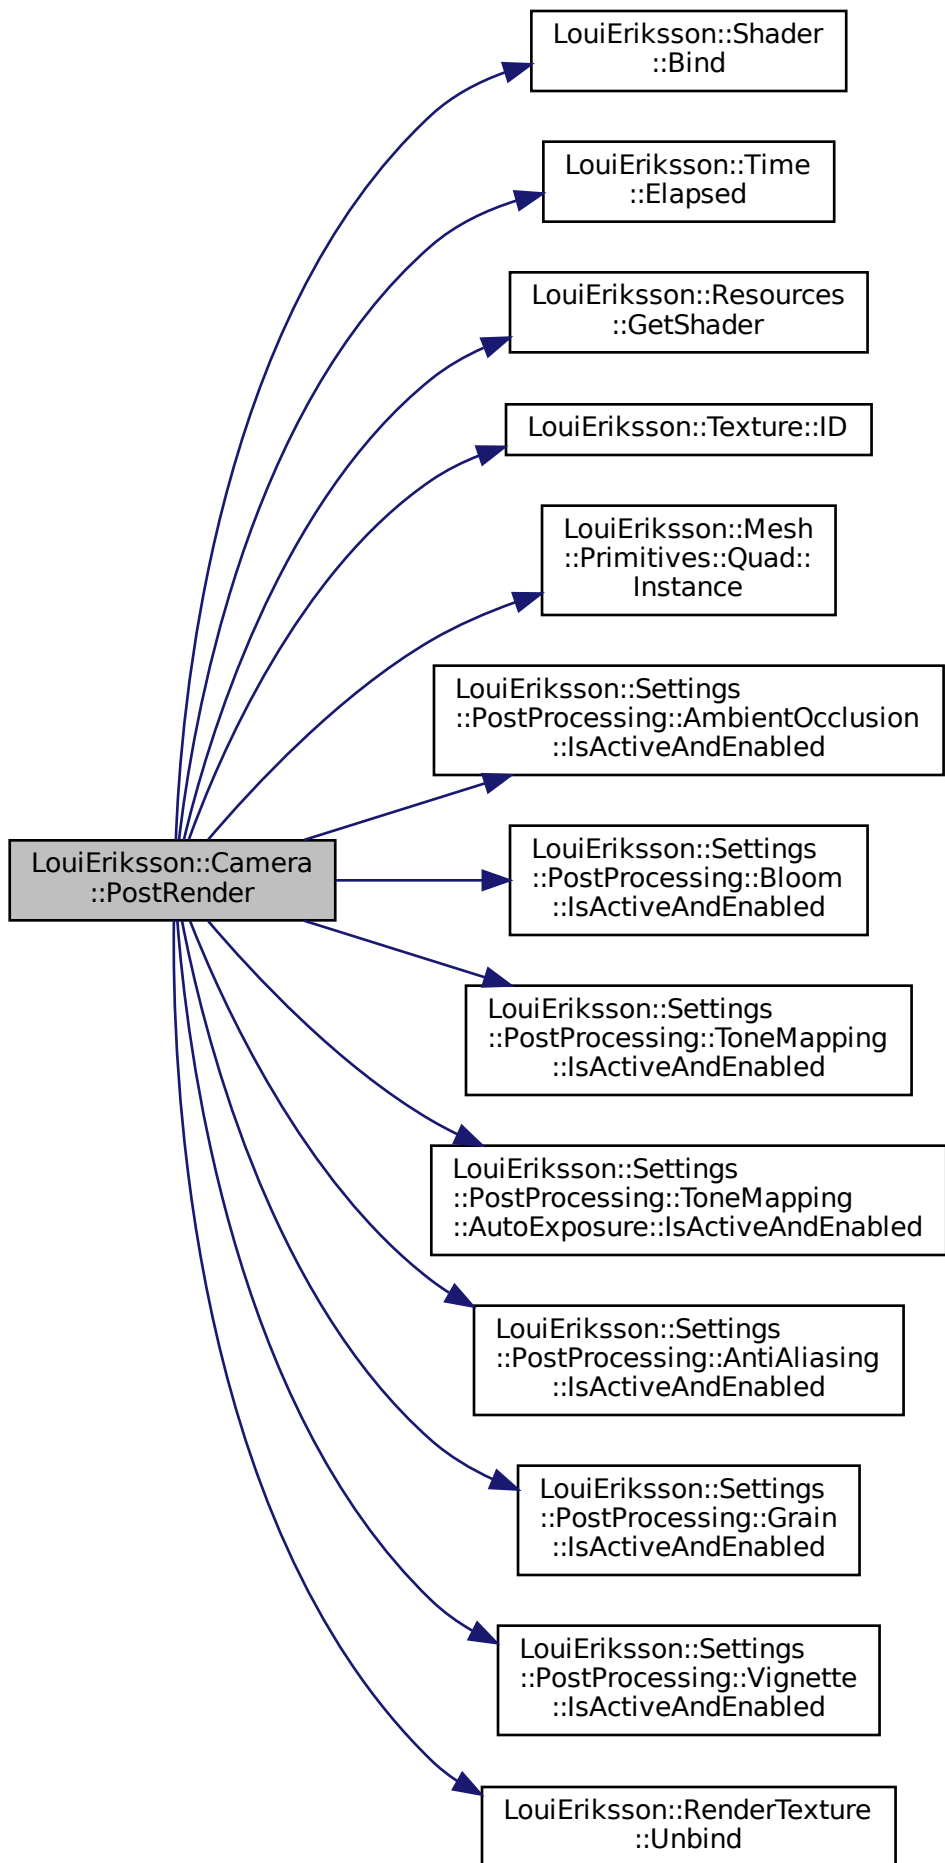 LouiEriksson::Shader
::Bind
LouiEriksson::Time
::Elapsed
LouiEriksson::Resources
::GetShader
LouiEriksson::Texture::ID
LouiEriksson::Mesh
::Primitives::Quad::
Instance
LouiEriksson::Settings
::PostProcessing::AmbientOcclusion
::IsActiveAndEnabled
LouiEriksson::Camera
::PostRender
LouiEriksson::Settings
::PostProcessing::Bloom
::IsActiveAndEnabled
LouiEriksson::Settings
::PostProcessing::ToneMapping
::IsActiveAndEnabled
LouiEriksson::Settings
::PostProcessing::ToneMapping
::AutoExposure::IsActiveAndEnabled
LouiEriksson::Settings
::PostProcessing::AntiAliasing
::IsActiveAndEnabled
LouiEriksson::Settings
::PostProcessing::Grain
::IsActiveAndEnabled
LouiEriksson::Settings
::PostProcessing::Vignette
::IsActiveAndEnabled
LouiEriksson::RenderTexture
::Unbind